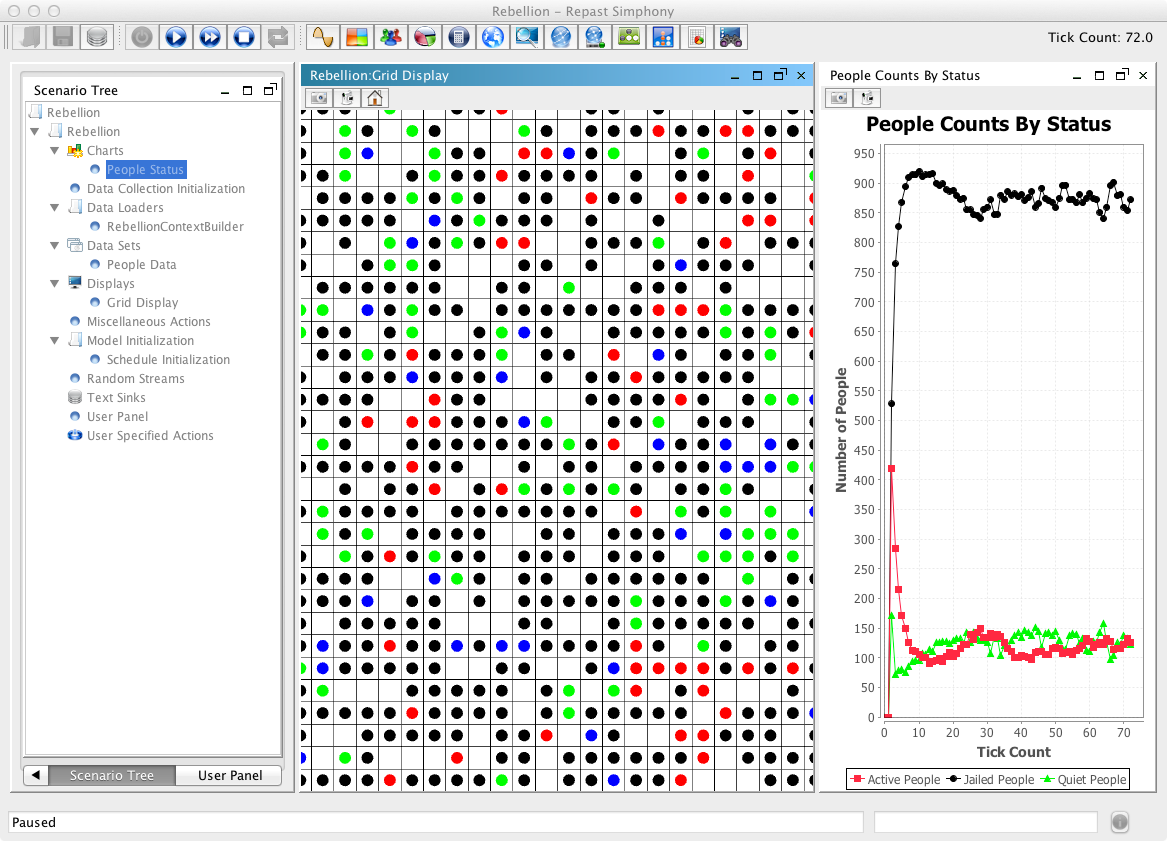 Rebellion – Repast Simphony
Tick Count: 72.0
Scenario Tree
Rebellion
Rebellion
Charts
People Status
Data Collection Initialization
Data Loaders
RebellionContextBuilder
Data Sets
People Data
Displays
Grid Display
Miscellaneous Actions
Model Initialization
Schedule Initialization
Random Streams
Text Sinks
User Panel
User Specified Actions
Scenario Tree
User Panel
Rebellion:Grid Display
People Counts By Status
People Counts By Status
950
900
850
800
750
700
650
600
550
500
450
400
350
300
250
200
150
100
50
0
Number of People
0 10 20 30 40 50 60 70
Tick Count
Active People Jailed People Quiet People
Paused